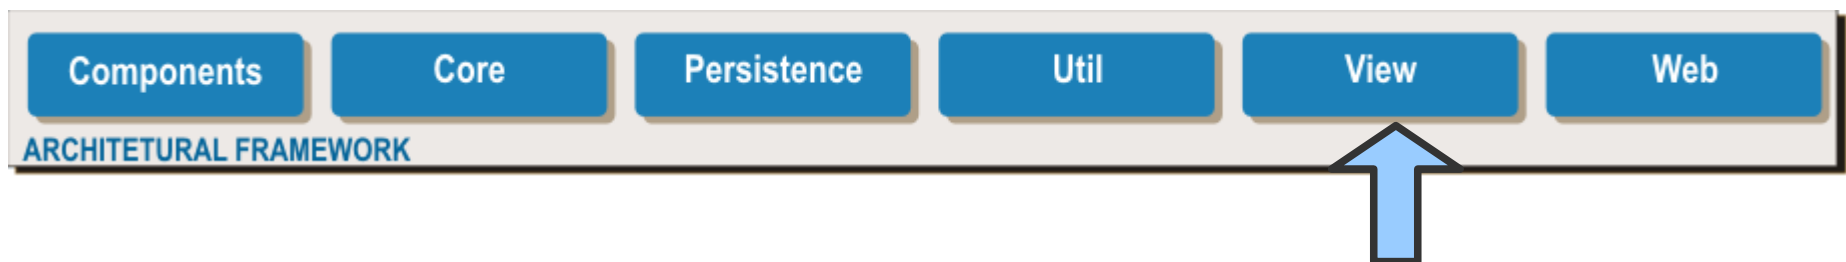 Components Core Persistence Util View Web
ARCHITETURAL FRAMEWORK